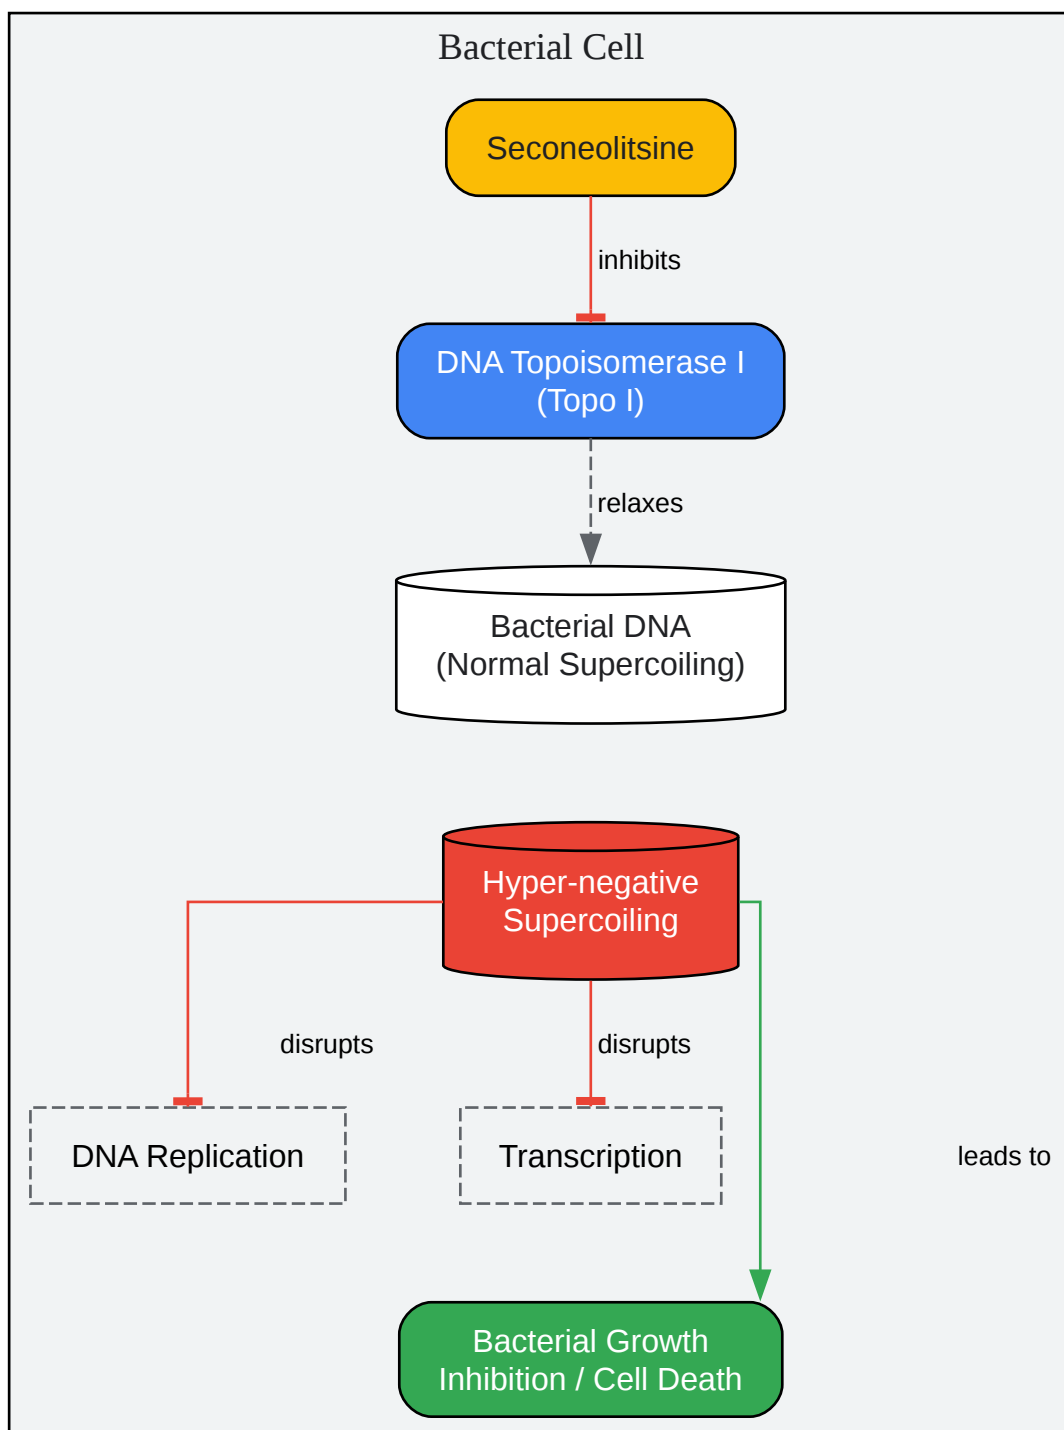 Bacterial Cell
Seconeolitsine
inhibits
DNA Topoisomerase I
(Topo I)
relaxes
Bacterial DNA
(Normal Supercoiling)
Hyper-negative
Supercoiling
disrupts
disrupts
DNA Replication
Transcription
leads to
Bacterial Growth
Inhibition / Cell Death